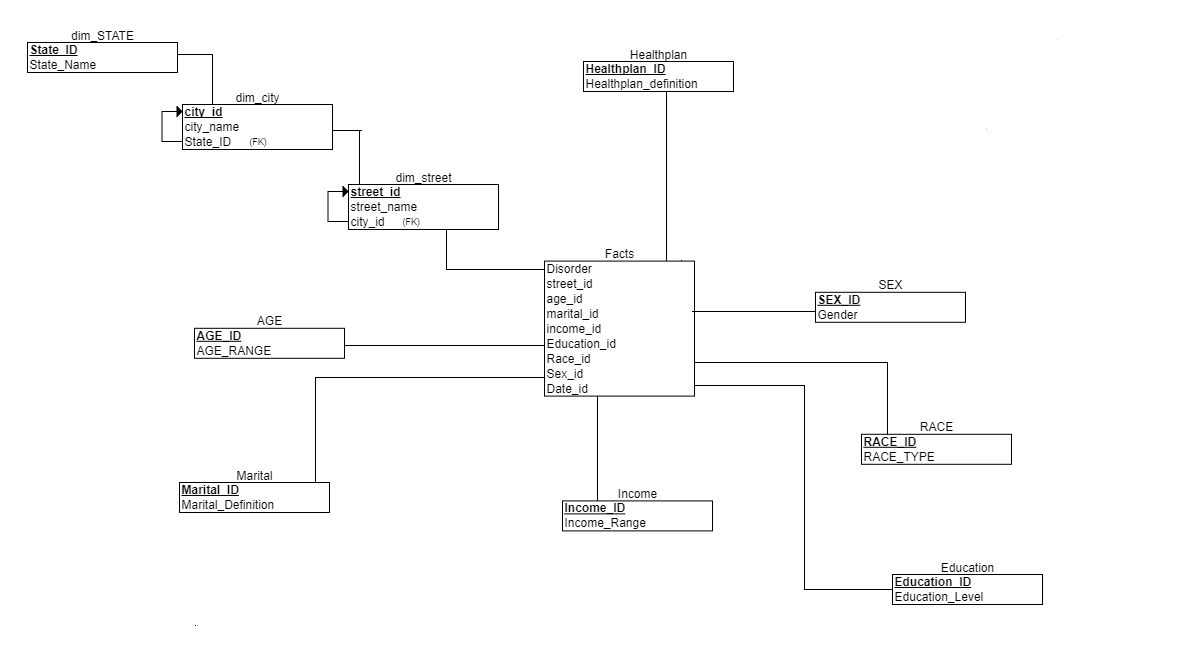 dim_STATE
State_ID
State_Name
dim_city
city_id
city_name
State_ID (FK)
dim_street
street_id
street_name
city_id (FK)
Healthplan
Healthplan_ID
Healthplan_definition
Facts
Disorder
street_id
age_id
marital_id
income_id
Education_id
Race_id
Sex_id
Date_id
SEX
SEX_ID
Gender
AGE
AGE_ID
AGE_RANGE
RACE
RACE_ID
RACE_TYPE
Marital
Marital_ID
Marital_Definition
Income
Income_ID
Income_Range
Education
Education_ID
Education_Level